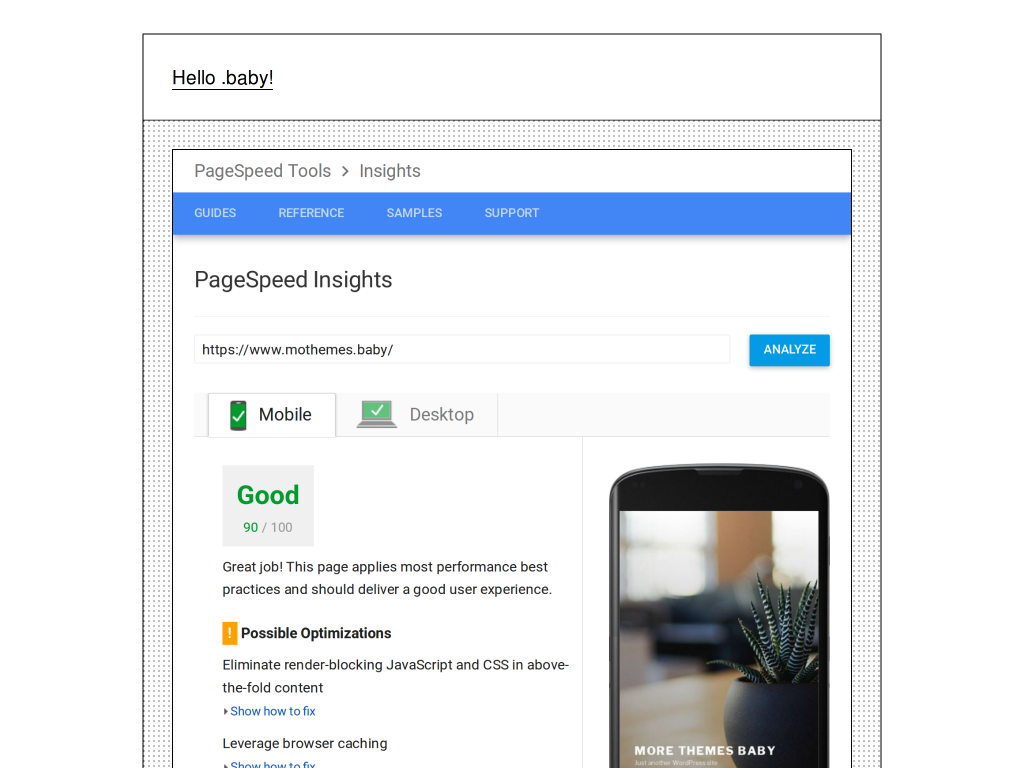 Hello .baby!
PageSpeed Tools > Insights
GUIDES REFERENCE SAMPLES SUPPORT
PageSpeed Insights
https://www.mothemes.baby/ ANALYZE
Mobile Desktop
Good
90 / 100
Great job! This page applies most performance best
practices and should deliver a good user experience.
! Possible Optimizations
Eliminate render-blocking JavaScript and CSS in above-
the-fold content
Show how to fix
Leverage browser caching
Show how to fix
MORE THEMES BABY
Just another WordPress site